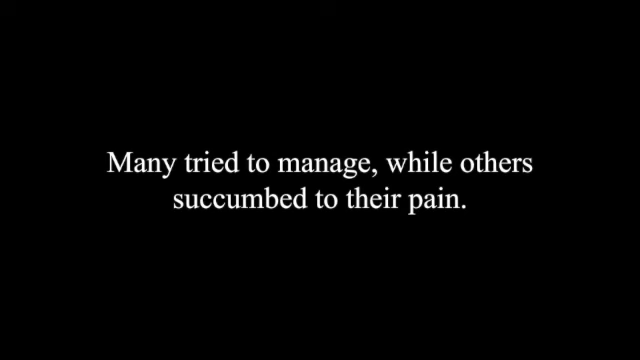 Many tried to manage, while others
succumbed to their pain.